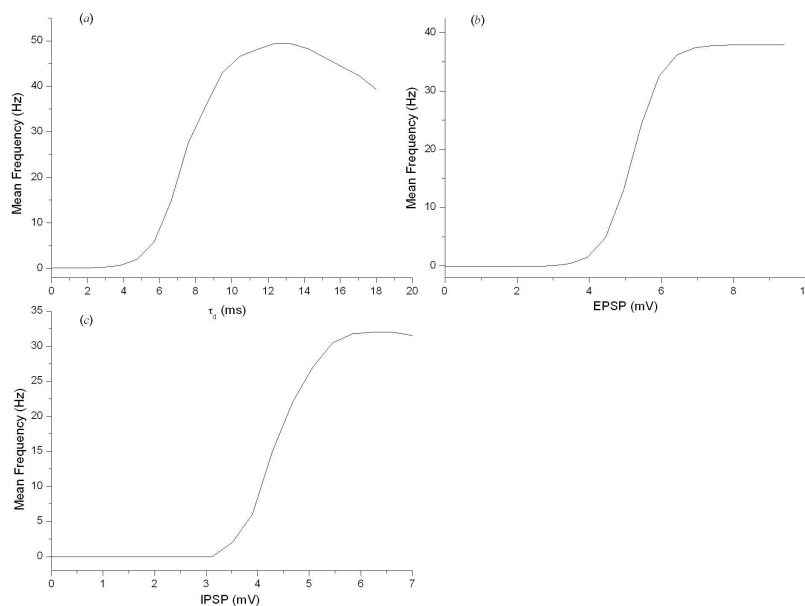 (a)
50
40
30
20
10
0
Mean Frequency (Hz)
0 2 4 6 8 10 12 14 16 18 20
τd (ms)
(b)
40
30
20
10
0
Mean Frequency (Hz)
0 2 4 6 8 1
EPSP (mV)
(c)
35
30
25
20
15
10
5
0
Mean Frequency (Hz)
0 1 2 3 4 5 6 7
IPSP (mV)